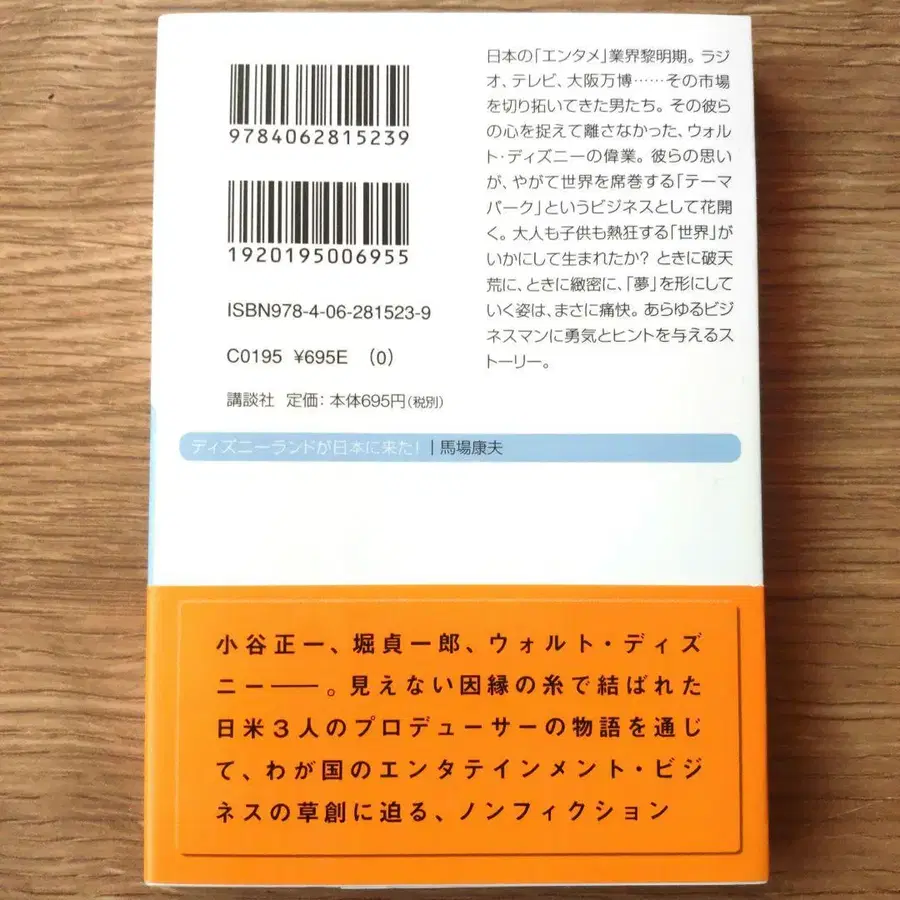 9784062815239
1920195006955
ISBN978-4-06-281523-9
C0195 ¥695E (0)
講談社 定価:本体695円(税別)
日本の「エンタメ」業界黎明期。ラジ
オ、テレビ、大阪万博……その市場
を切り拓いてきた男たち。その彼ら
の心を捉えて離さなかった、ウォル
ト・ディズニーの偉業。彼らの思い
が、やがて世界を席巻する「テーマ
パーク」というビジネスとして花開
く。大人も子供も熱狂する「世界」が
いかにして生まれたか? ときに破天
荒に、ときに緻密に、「夢」を形にして
いく姿は、まさに痛快。あらゆるビジ
ネスマンに勇気とヒントを与えるス
トーリー。
ディズニーランドが日本に来た! | 馬場康夫
小谷正一、堀貞一郎、ウォルト・ディズ
ニー――。見えない因縁の糸で結ばれた
日米3人のプロデューサーの物語を通じ
て、わが国のエンタテインメント・ビジ
ネスの草創に迫る、ノンフィクション